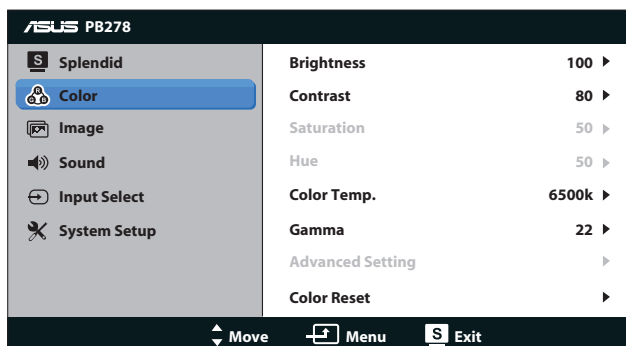 ASUS PB278
S Splendid
R G B Color
Image
Sound
Input Select
System Setup
Brightness 100
Contrast 80
Saturation 50
Hue 50
Color Temp. 6500k
Gamma 22
Advanced Setting
Color Reset
Move Menu S Exit